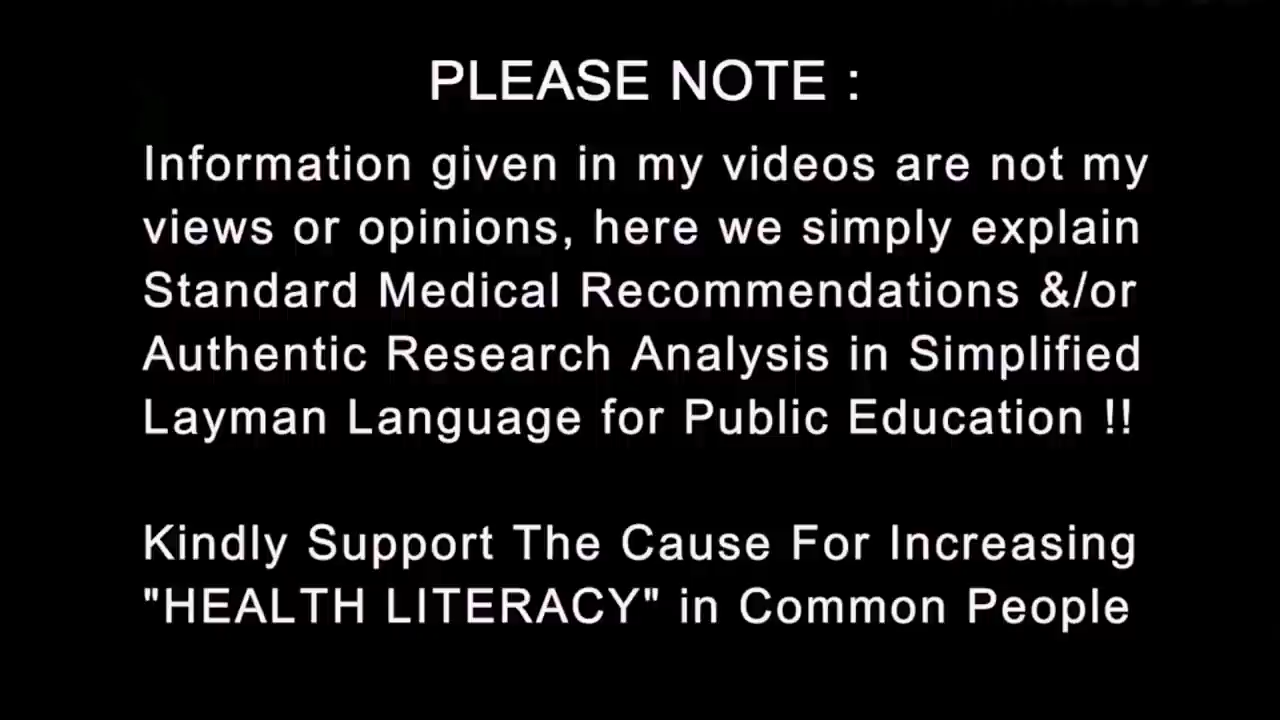 PLEASE NOTE :
Information given in my videos are not my
views or opinions, here we simply explain
Standard Medical Recommendations &/or
Authentic Research Analysis in Simplified
Layman Language for Public Education !!
Kindly Support The Cause For Increasing
"HEALTH LITERACY" in Common People